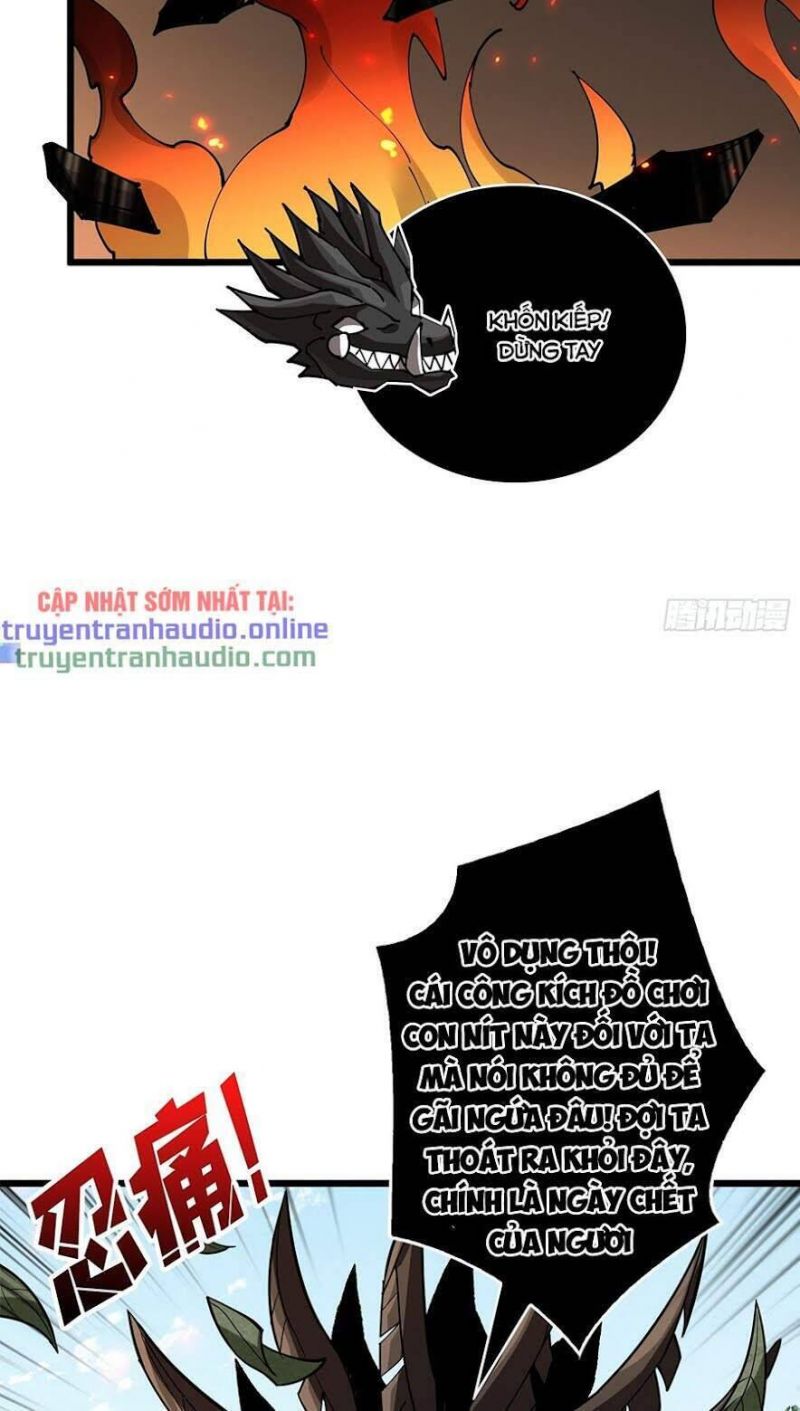 KHỐN KIẾP!
DỪNG TAY
CẬP NHẬT SỚM NHẤT TẠI:
truyentranhaudio.online
truyentranhaudio.com
腾讯动漫
VÔ DỤNG THÔI!
CÁI CÔNG KÍCH ĐỒ CHƠI
CON NÍT NÀY ĐỐI VỚI TA
MÀ NÓI KHÔNG ĐỦ ĐỂ
GÃI NGỨA ĐÂU! ĐỢI TA
THOÁT RA KHỎI ĐÂY,
CHÍNH LÀ NGÀY CHẾT
CỦA NGƯƠI
忍痛!